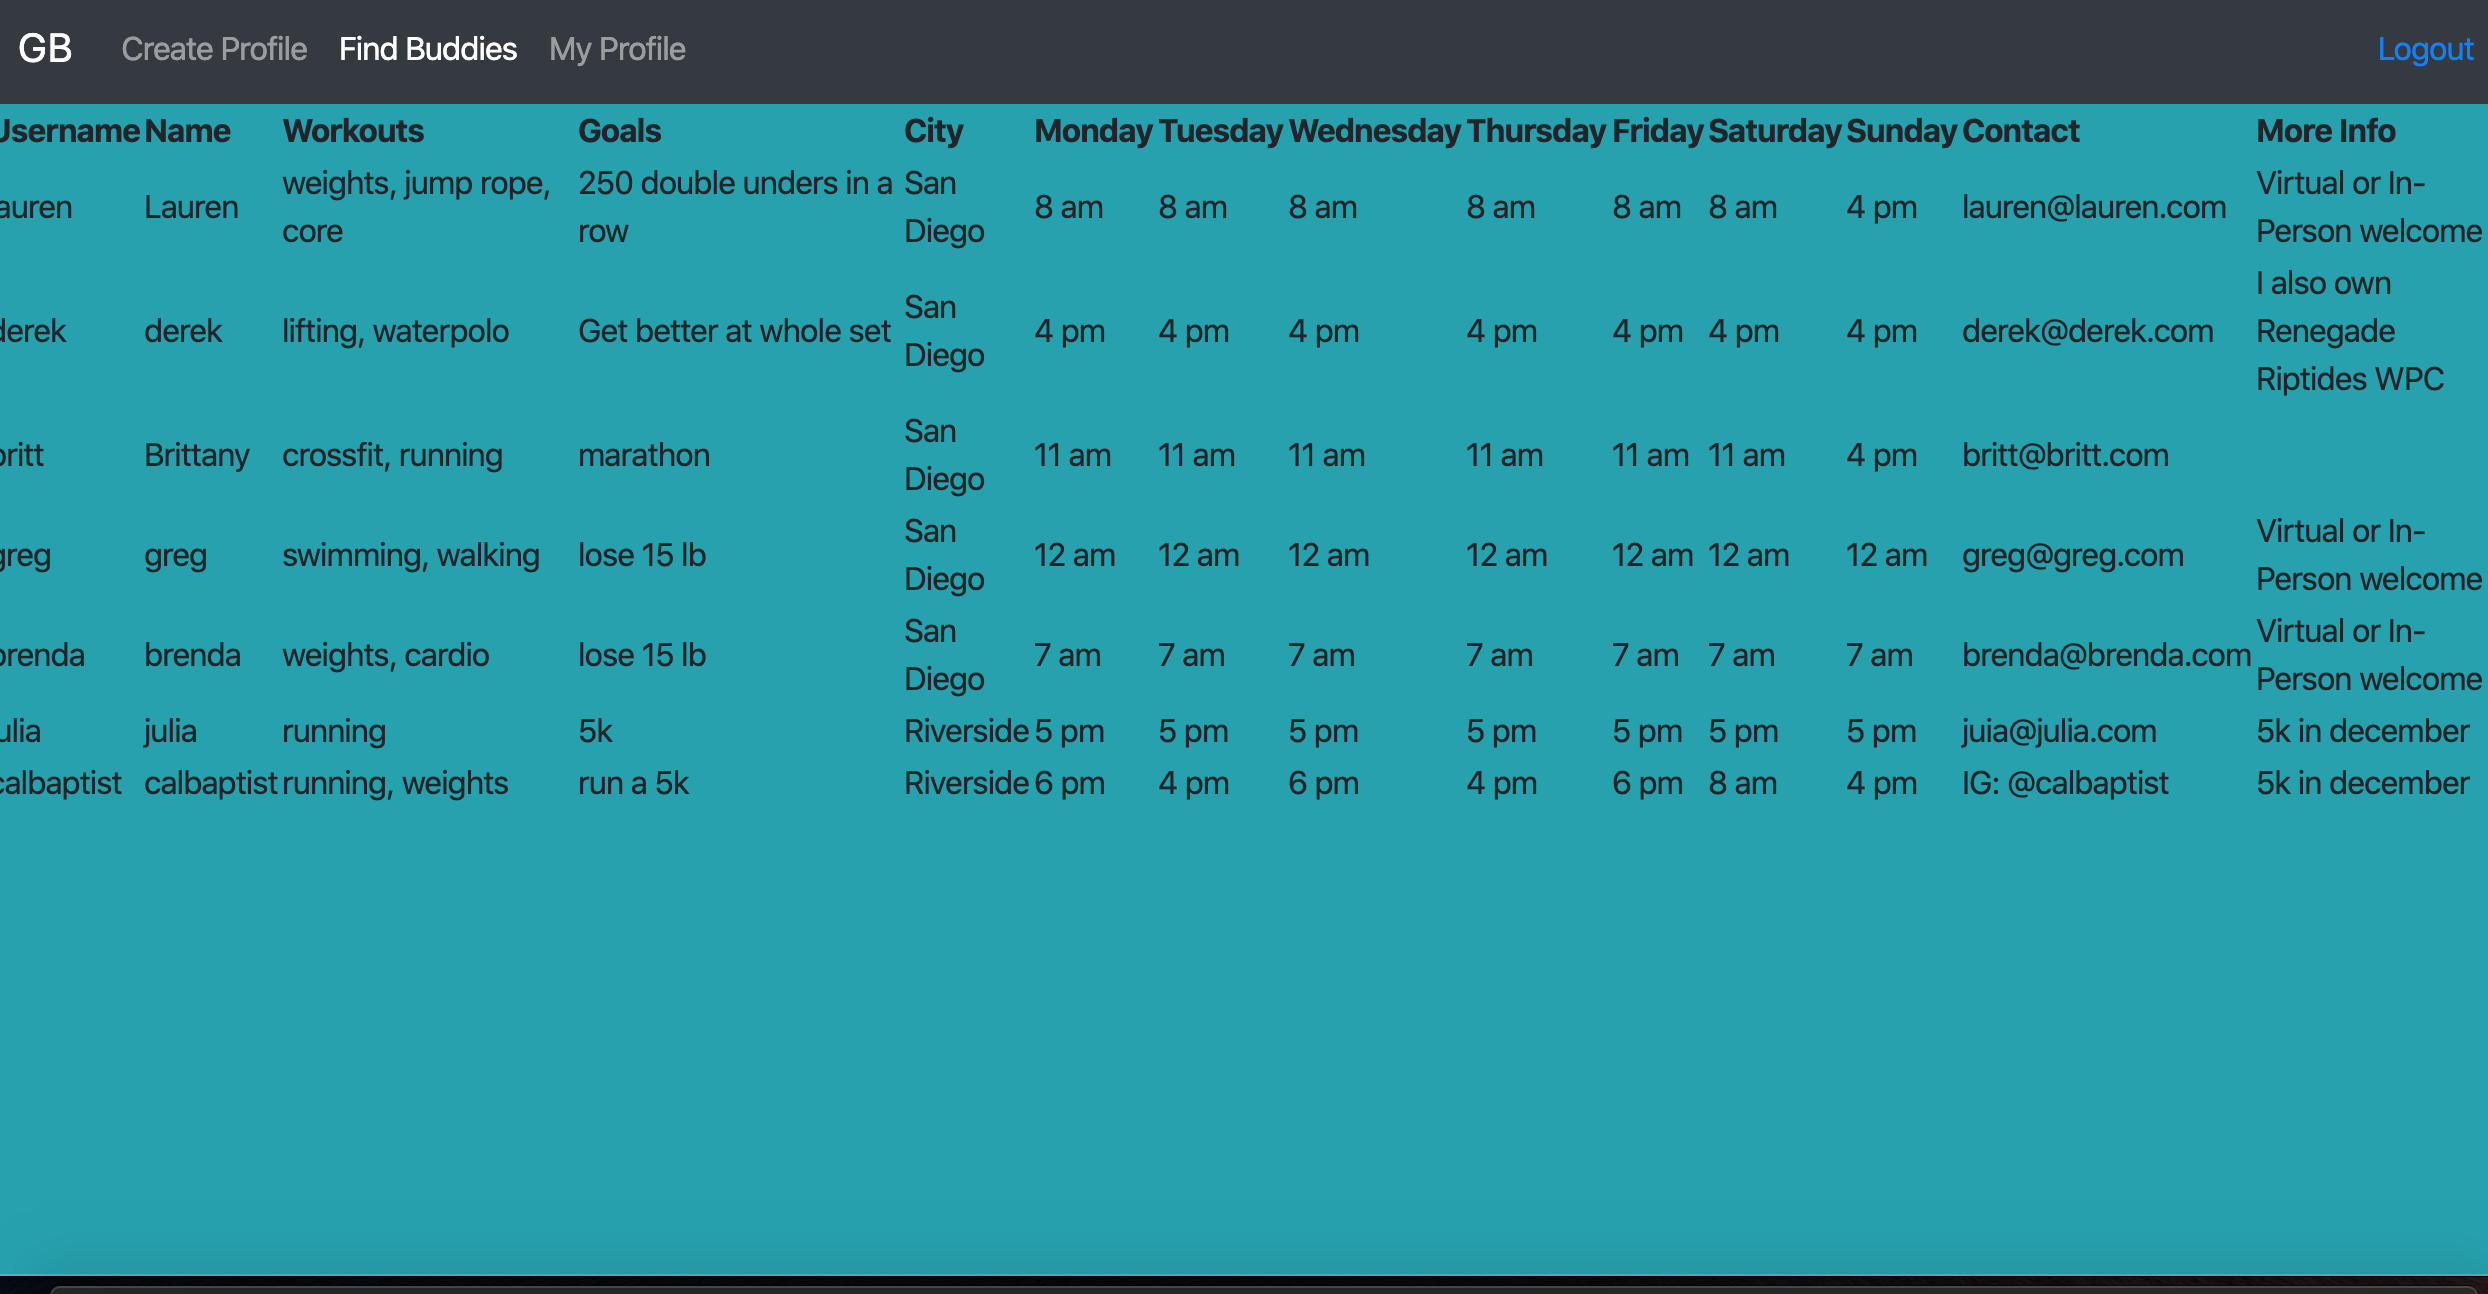 GB Create Profile Find Buddies My Profile Logout
Username Name Workouts Goals City Monday Tuesday Wednesday Thursday Friday Saturday Sunday Contact More Info
lauren Lauren weights, jump rope, core 250 double unders in a row San Diego 8 am 8 am 8 am 8 am 8 am 8 am 4 pm lauren@lauren.com Virtual or In-Person welcome
derek derek lifting, waterpolo Get better at whole set San Diego 4 pm 4 pm 4 pm 4 pm 4 pm 4 pm 4 pm derek@derek.com I also own Renegade Riptides WPC
britt Brittany crossfit, running marathon San Diego 11 am 11 am 11 am 11 am 11 am 11 am 4 pm britt@britt.com
greg greg swimming, walking lose 15 lb San Diego 12 am 12 am 12 am 12 am 12 am 12 am 12 am greg@greg.com Virtual or In-Person welcome
brenda brenda weights, cardio lose 15 lb San Diego 7 am 7 am 7 am 7 am 7 am 7 am 7 am brenda@brenda.com Virtual or In-Person welcome
julia julia running 5k Riverside 5 pm 5 pm 5 pm 5 pm 5 pm 5 pm 5 pm juia@julia.com 5k in december
calbaptist calbaptist running, weights run a 5k Riverside 6 pm 4 pm 6 pm 4 pm 6 pm 8 am 4 pm IG: @calbaptist 5k in december